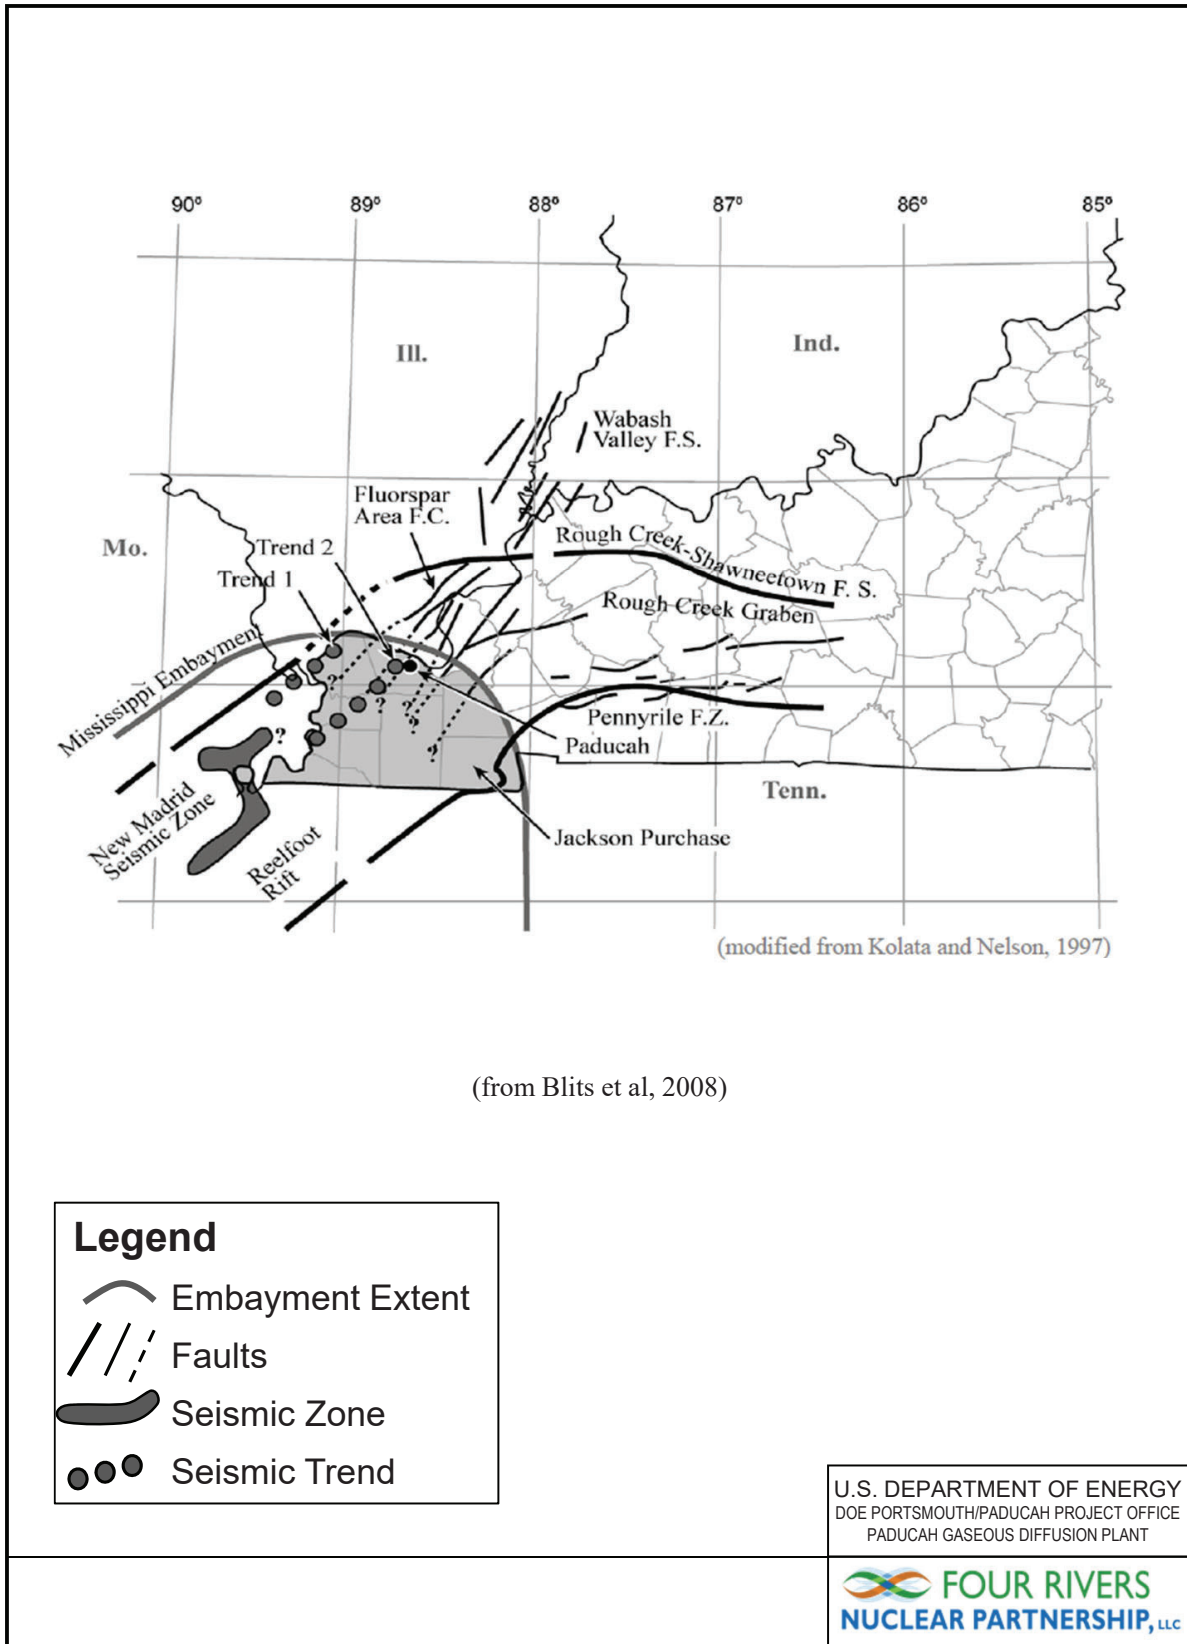 90°
89°
88°
87°
86°
85°
Ill.
Ind.
Wabash
Valley F.S.
Fluorspar
Area F.C.
Mo.
Trend 2
Trend 1
Rough Creek-Shawneetown F. S.
Rough Creek Graben
Mississippi Embayment
?
?
?
?
?
?
Pennyrile F.Z.
Paducah
New Madrid
Seismic Zone
Tenn.
Reelfoot
Rift
Jackson Purchase
(modified from Kolata and Nelson, 1997)
(from Blits et al, 2008)
Legend
Embayment Extent
Faults
Seismic Zone
Seismic Trend
U.S. DEPARTMENT OF ENERGY
DOE PORTSMOUTH/PADUCAH PROJECT OFFICE
PADUCAH GASEOUS DIFFUSION PLANT
FOUR RIVERS
NUCLEAR PARTNERSHIP, LLC